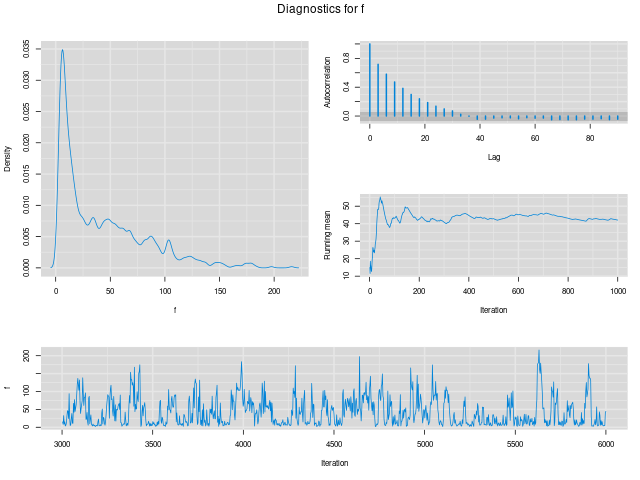 Diagnostics for f
Density
0.000 0.005 0.010 0.015 0.020 0.025 0.030 0.035
0 50 100 150 200
f
Autocorrelation
0.0 0.4 0.8
0 20 40 60 80
Lag
Running mean
10 20 30 40 50
0 200 400 600 800 1000
Iteration
f
0 50 100 200
3000 3500 4000 4500 5000 5500 6000
Iteration